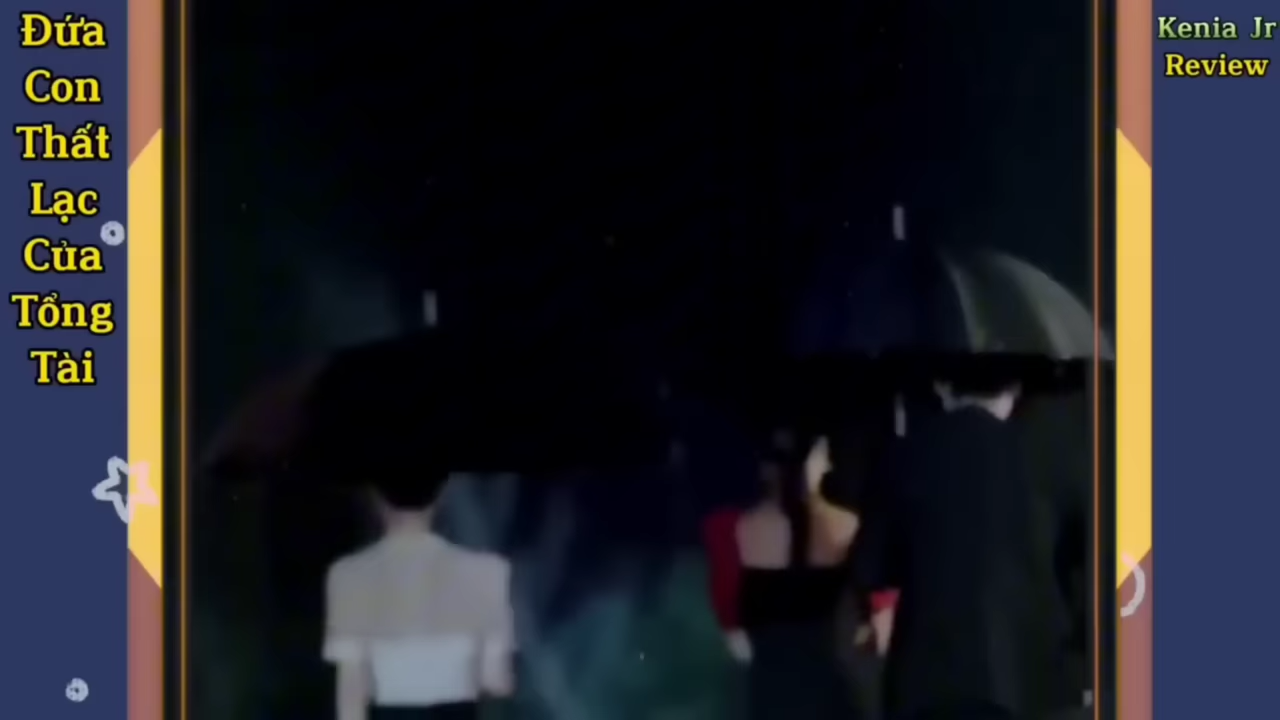 Đứa
Con
Thất
Lạc
Của
Tổng
Tài
Kenia Jr
Review